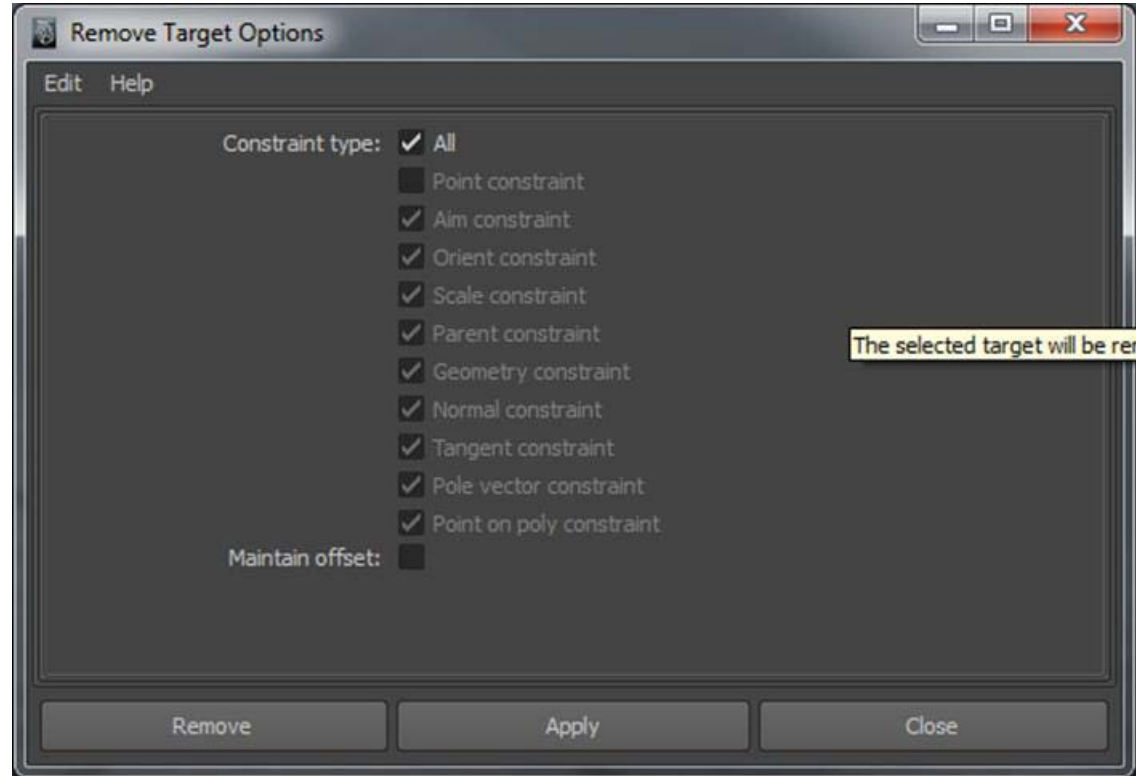 Remove Target Options
Edit Help
Constraint type: All
Point constraint
Aim constraint
Orient constraint
Scale constraint
Parent constraint
The selected target will be
Geometry constraint
Normal constraint
Tangent constraint
Pole vector constraint
Point on poly constraint
Maintain offset:
Remove Apply Close